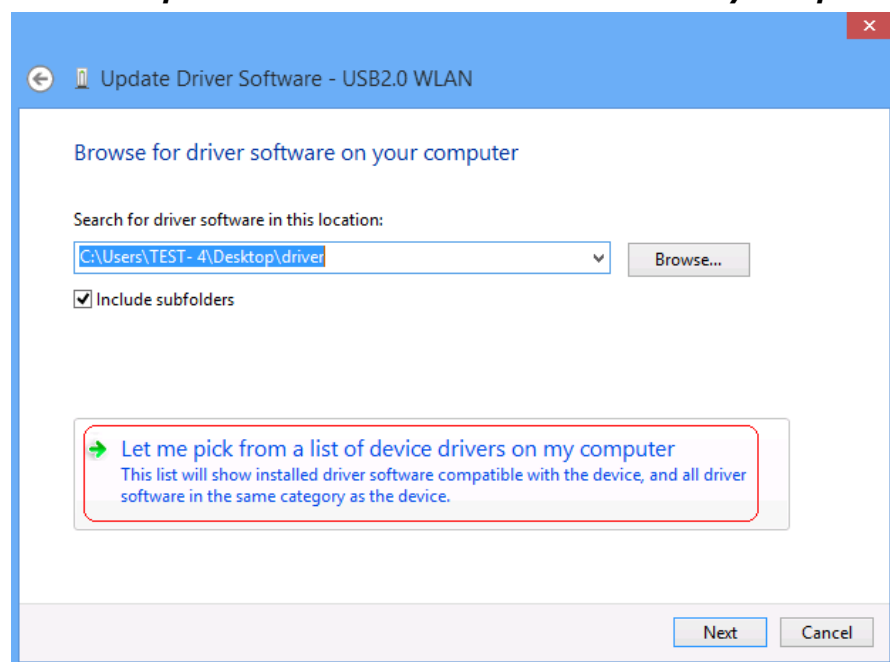 Update Driver Software - USB2.0 WLAN
Browse for driver software on your computer
Search for driver software in this location:
C:\Users\TEST- 4\Desktop\driver
Browse...
Include subfolders
Let me pick from a list of device drivers on my computer
This list will show installed driver software compatible with the device, and all driver
software in the same category as the device.
Next Cancel